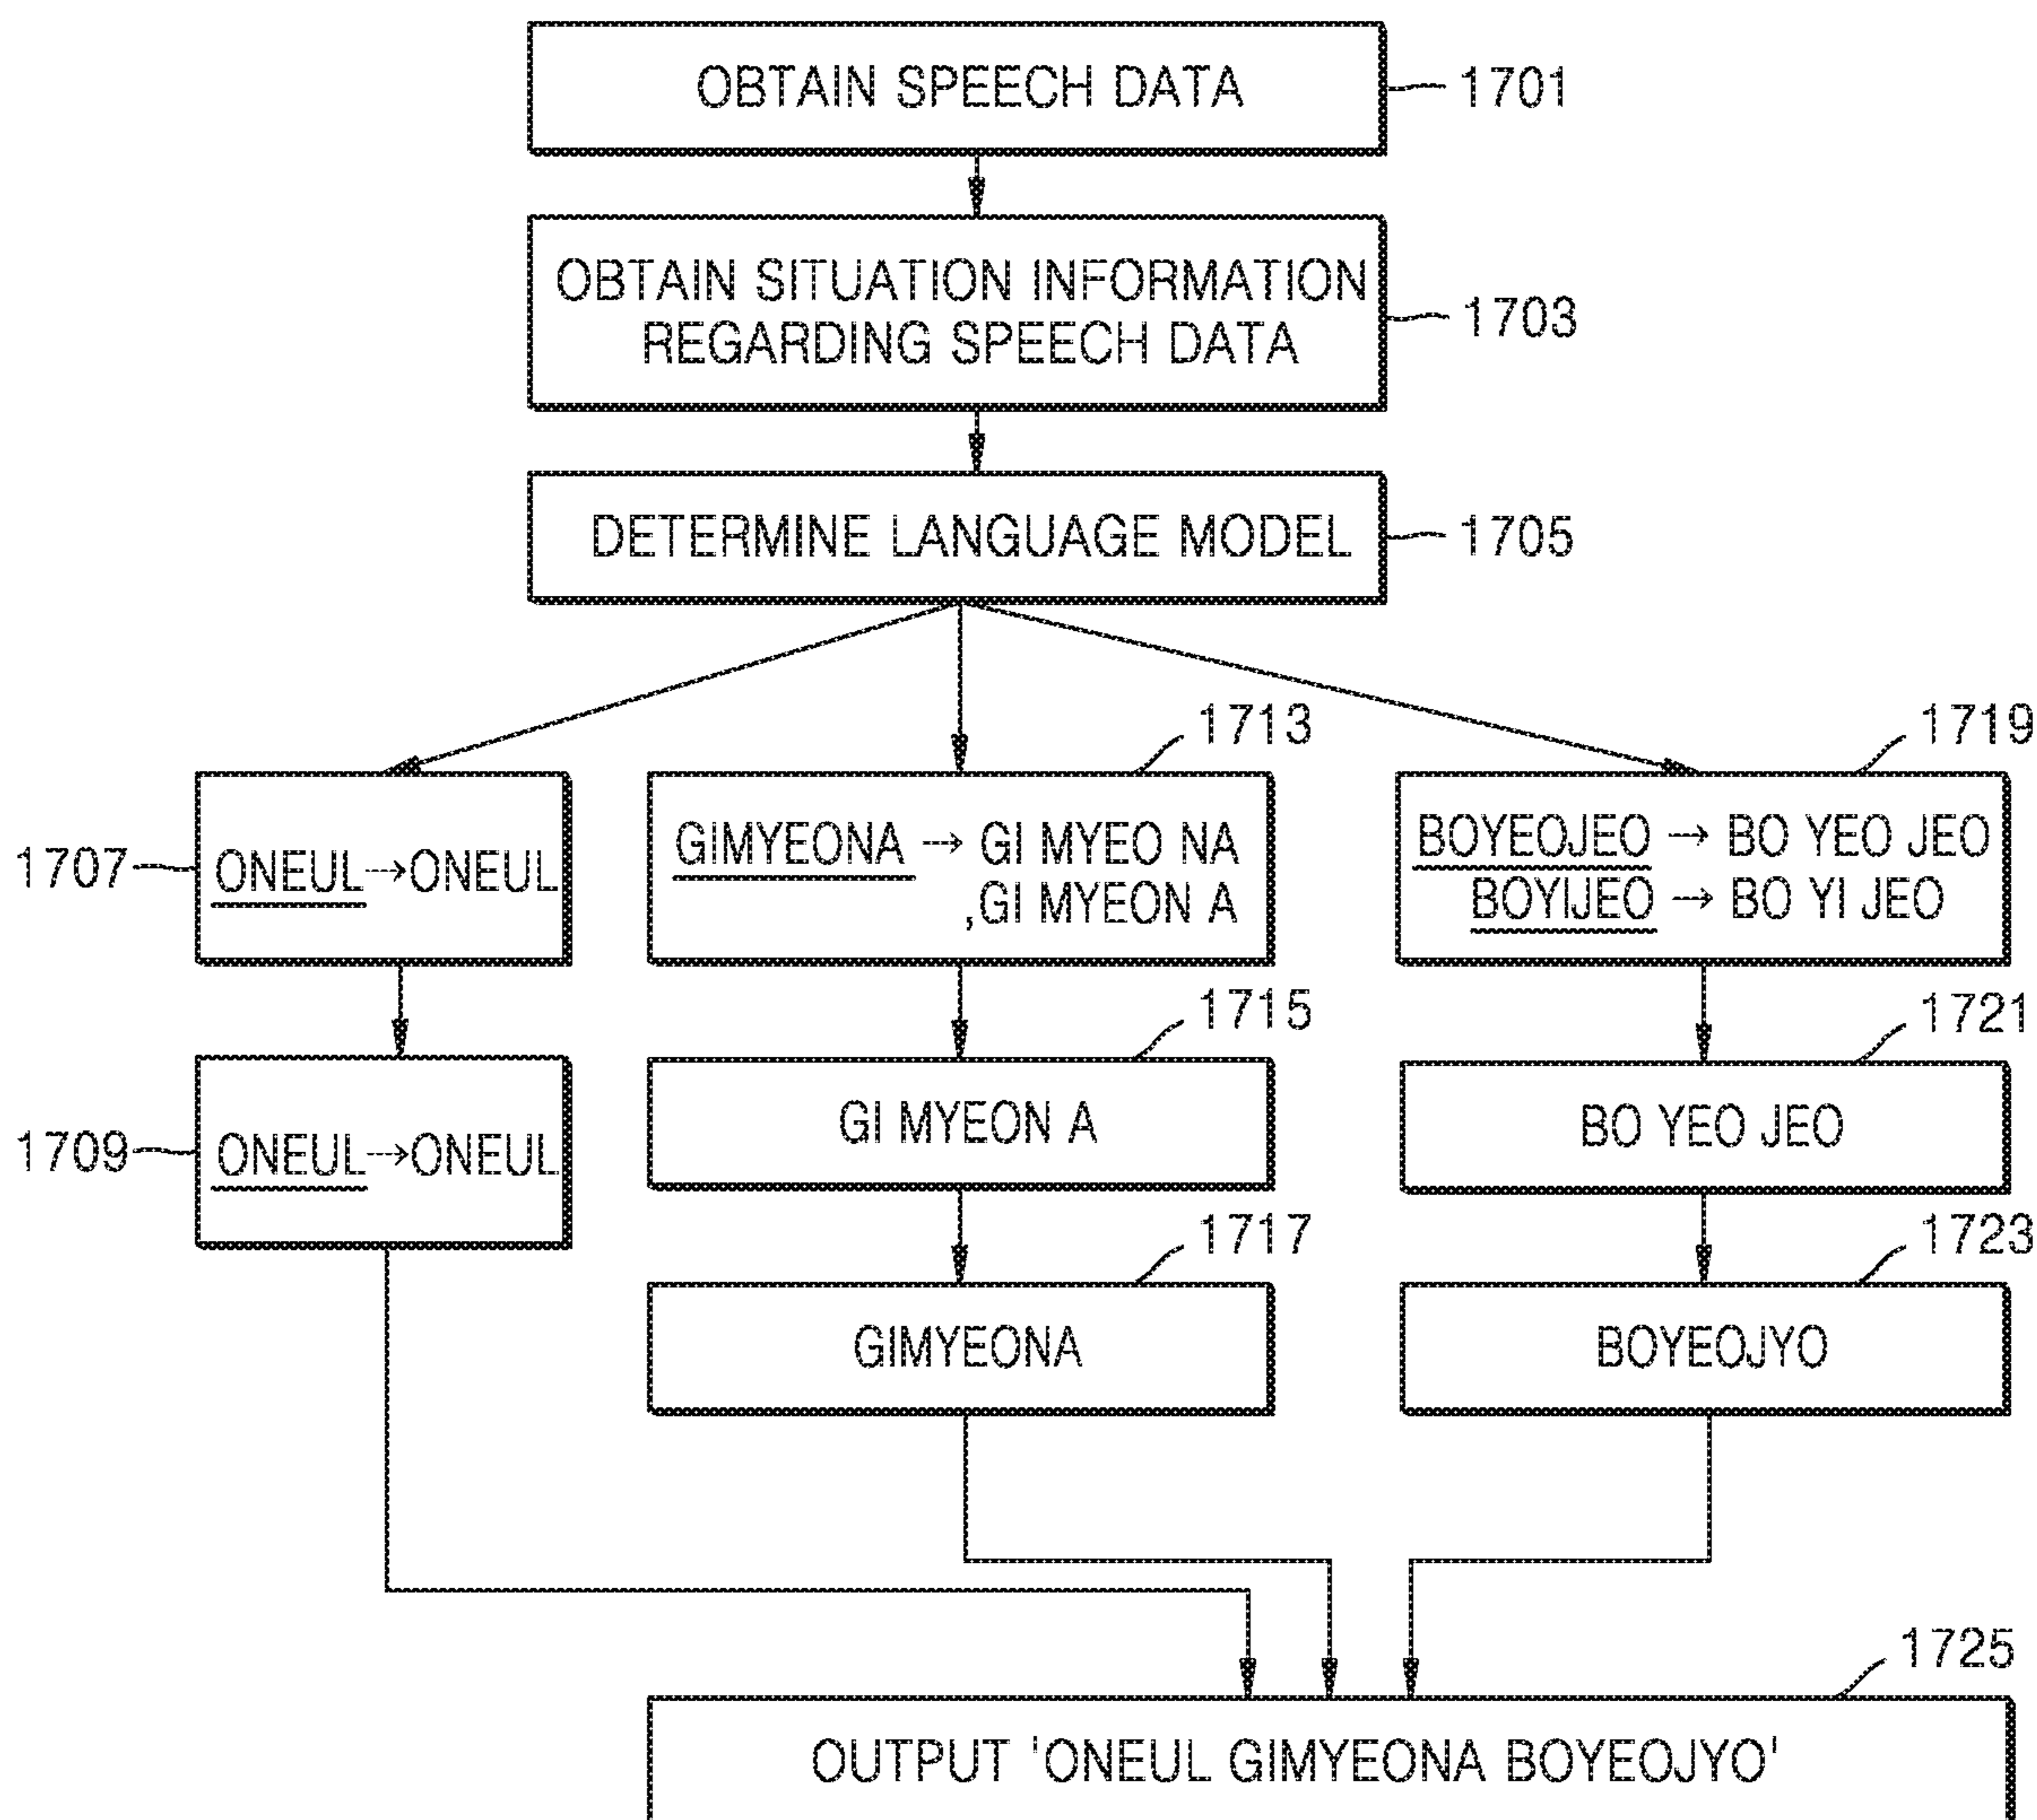 OBTAIN SPEECH DATA
1701
OBTAIN SITUATION INFORMATION
REGARDING SPEECH DATA
1703
DETERMINE LANGUAGE MODEL
1705
1707
ONEUL→ONEUL
1713
GIMYEONA → GI MYEO NA
,GI MYEON A
1719
BOYEOJEO → BO YEO JEO
BOYIJEO → BO YI JEO
1709
ONEUL→ONEUL
1715
GI MYEON A
1721
BO YEO JEO
1717
GIMYEONA
1723
BOYEOJYO
1725
OUTPUT 'ONEUL GIMYEONA BOYEOJYO'